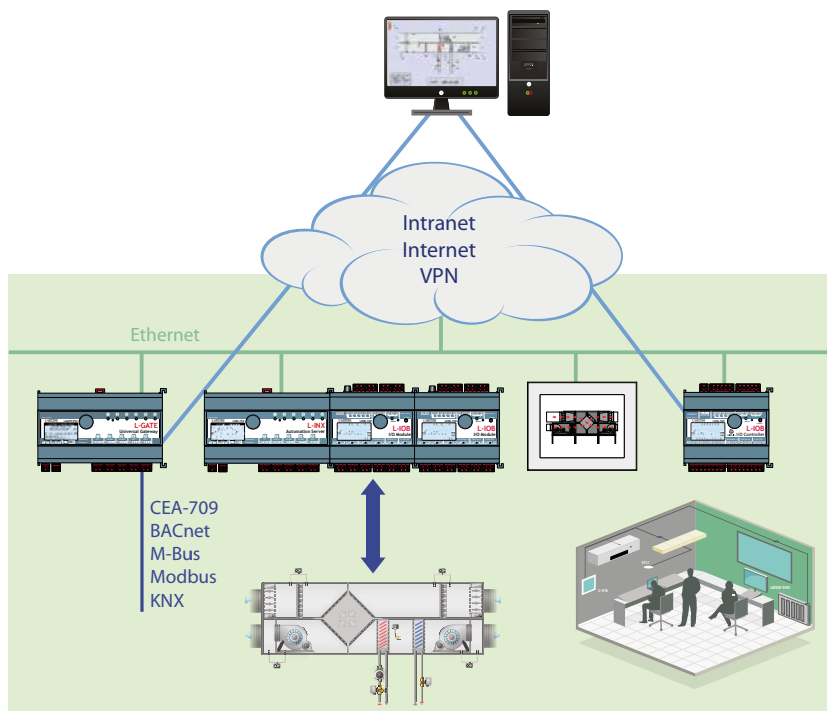 Intranet
Internet
VPN
Ethernet
L-GATE
Universal Gateway
L-INX
Automation Server
L-IOB
I/O Module
L-IOB
I/O Module
L-IOB
I/O Controller
CEA-709
BACnet
M-Bus
Modbus
KNX